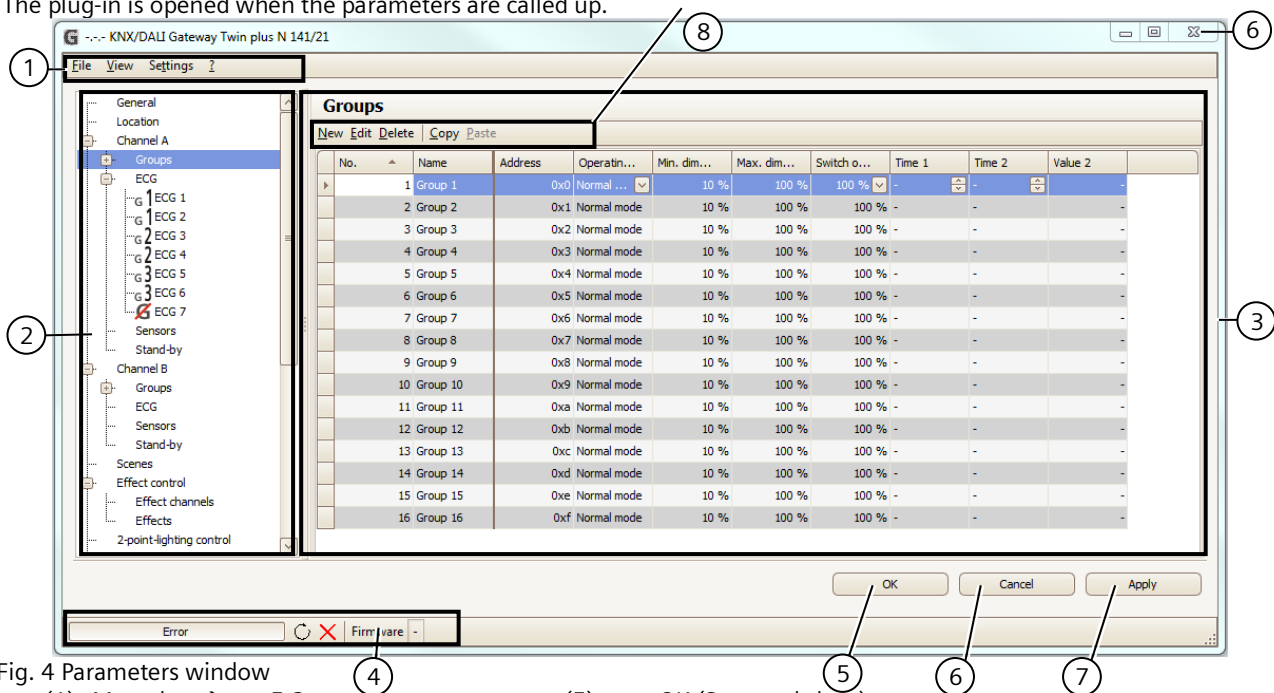 The plug-in is opened when the parameters are called up.
8
G -.-.- KNX/DALI Gateway Twin plus N 141/21
6
1
File View Settings ?
General
Location
Channel A
Groups
ECG
G 1 ECG 1
G 1 ECG 2
G 2 ECG 3
G 2 ECG 4
G 3 ECG 5
G 3 ECG 6
G ECG 7
Sensors
Stand-by
Channel B
Groups
ECG
Sensors
Stand-by
Scenes
Effect control
Effect channels
Effects
2-point-lighting control
2
Groups
New Edit Delete Copy Paste
No. Name Address Operatin... Min. dim... Max. dim... Switch o... Time 1 Time 2 Value 2
1 Group 1 0x0 Normal ... 10 % 100 % 100 % - - -
2 Group 2 0x1 Normal mode 10 % 100 % 100 % - - -
3 Group 3 0x2 Normal mode 10 % 100 % 100 % - - -
4 Group 4 0x3 Normal mode 10 % 100 % 100 % - - -
5 Group 5 0x4 Normal mode 10 % 100 % 100 % - - -
6 Group 6 0x5 Normal mode 10 % 100 % 100 % - - -
7 Group 7 0x6 Normal mode 10 % 100 % 100 % - - -
8 Group 8 0x7 Normal mode 10 % 100 % 100 % - - -
9 Group 9 0x8 Normal mode 10 % 100 % 100 % - - -
10 Group 10 0x9 Normal mode 10 % 100 % 100 % - - -
11 Group 11 0xa Normal mode 10 % 100 % 100 % - - -
12 Group 12 0xb Normal mode 10 % 100 % 100 % - - -
13 Group 13 0xc Normal mode 10 % 100 % 100 % - - -
14 Group 14 0xd Normal mode 10 % 100 % 100 % - - -
15 Group 15 0xe Normal mode 10 % 100 % 100 % - - -
16 Group 16 0xf Normal mode 10 % 100 % 100 % - - -
3
OK Cancel Apply
Error Firmware -
4
5
6
7
Fig. 4 Parameters window